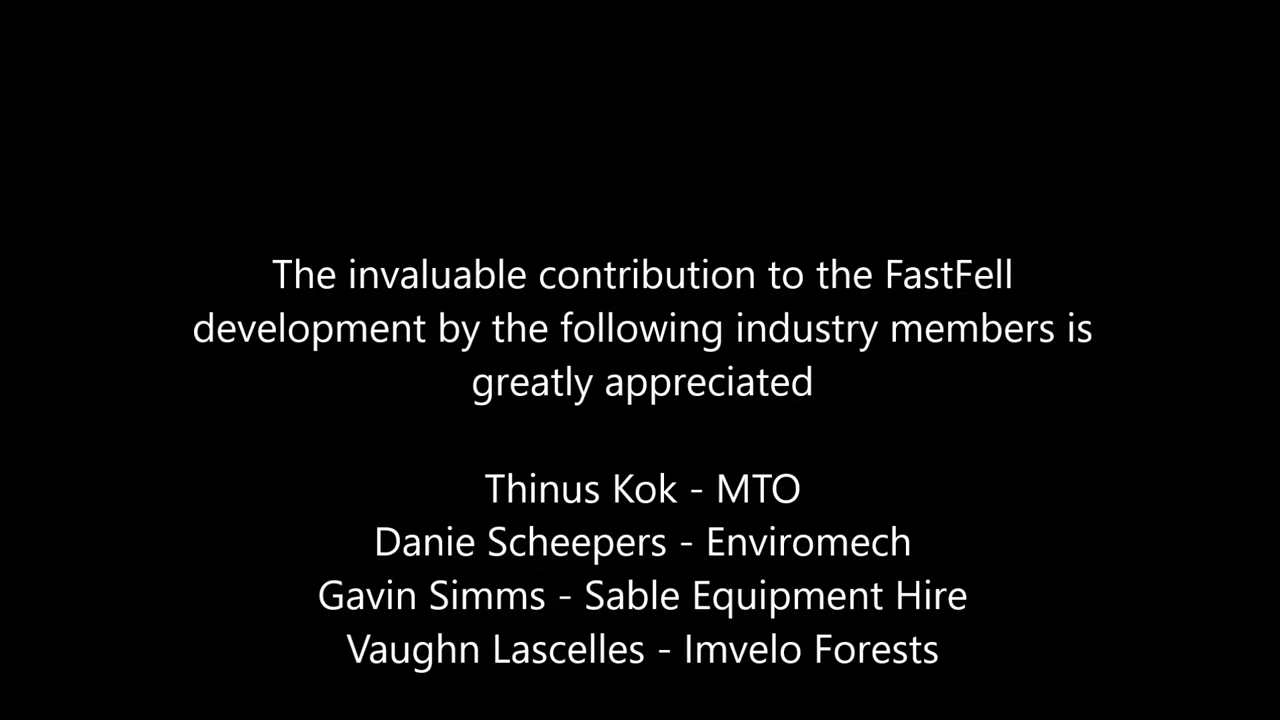 The invaluable contribution to the FastFell
development by the following industry members is
greatly appreciated
Thinus Kok - MTO
Danie Scheepers - Enviromech
Gavin Simms - Sable Equipment Hire
Vaughn Lascelles - Imvelo Forests